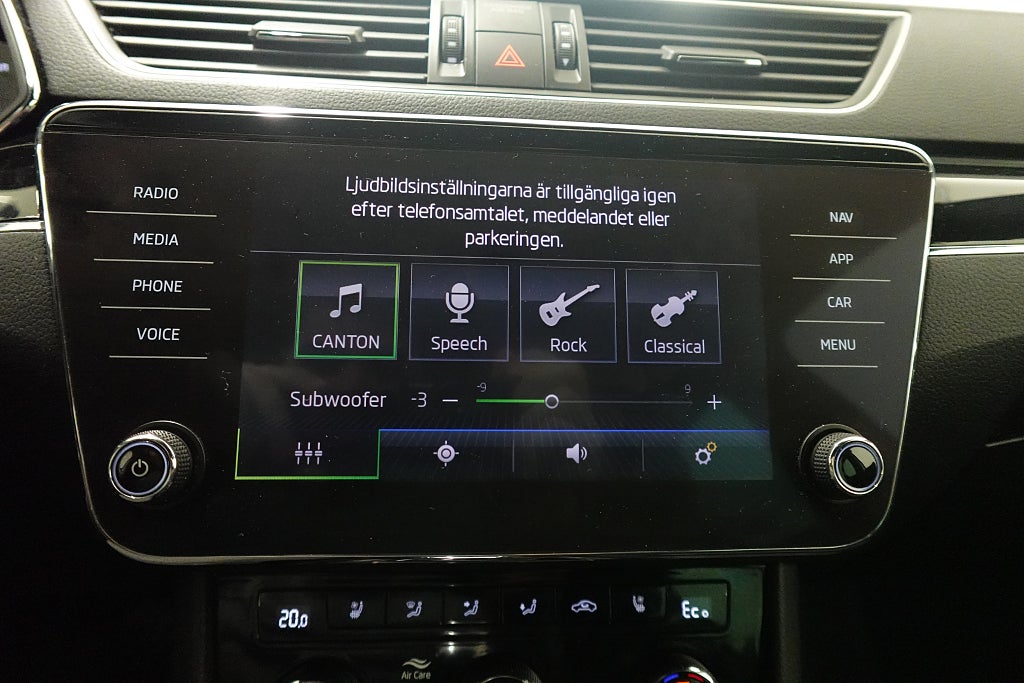 Ljudbildsinställningarna är tillgängliga igen
efter telefonsamtalet, meddelandet eller
parkeringen.
RADIO
MEDIA
PHONE
VOICE
NAV
APP
CAR
MENU
CANTON
Speech
Rock
Classical
Subwoofer -3 — -9 9 +
20.0
Eco
Air Care